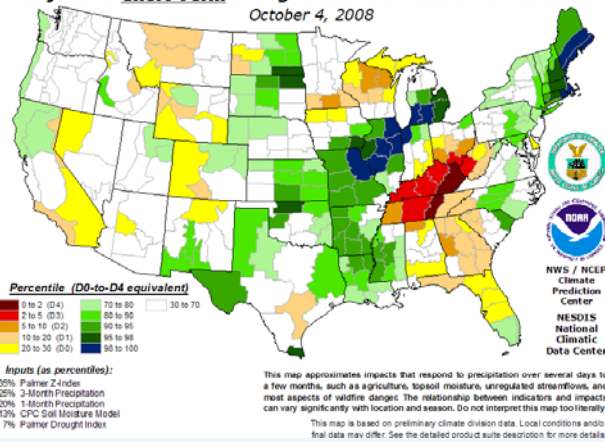 October 4, 2008
NOAA
NWS / NCEP
Climate
Prediction
Center
NESDIS
National
Climatic
Data Center
Percentile (D0-to-D4 equivalent)
0 to 2 (D4)
2 to 5 (D3)
5 to 10 (D2)
10 to 20 (D1)
20 to 30 (D0)
70 to 80
80 to 90
90 to 95
95 to 98
98 to 100
30 to 70
Inputs (as percentiles):
35% Palmer Z-Index
25% 3-Month Precipitation
20% 1-Month Precipitation
13% CPC Soil Moisture Model
7% Palmer Drought Index
This map approximates impacts that respond to precipitation over several days to
a few months, such as agriculture, topsoil moisture, unregulated streamflows, and
most aspects of wildfire danger. The relationship between indicators and impacts
can vary significantly with location and season. Do not interpret this map too literally.
This map is based on preliminary climate division data. Local conditions and/or
final data may differ. See the detailed product suite description for more details.